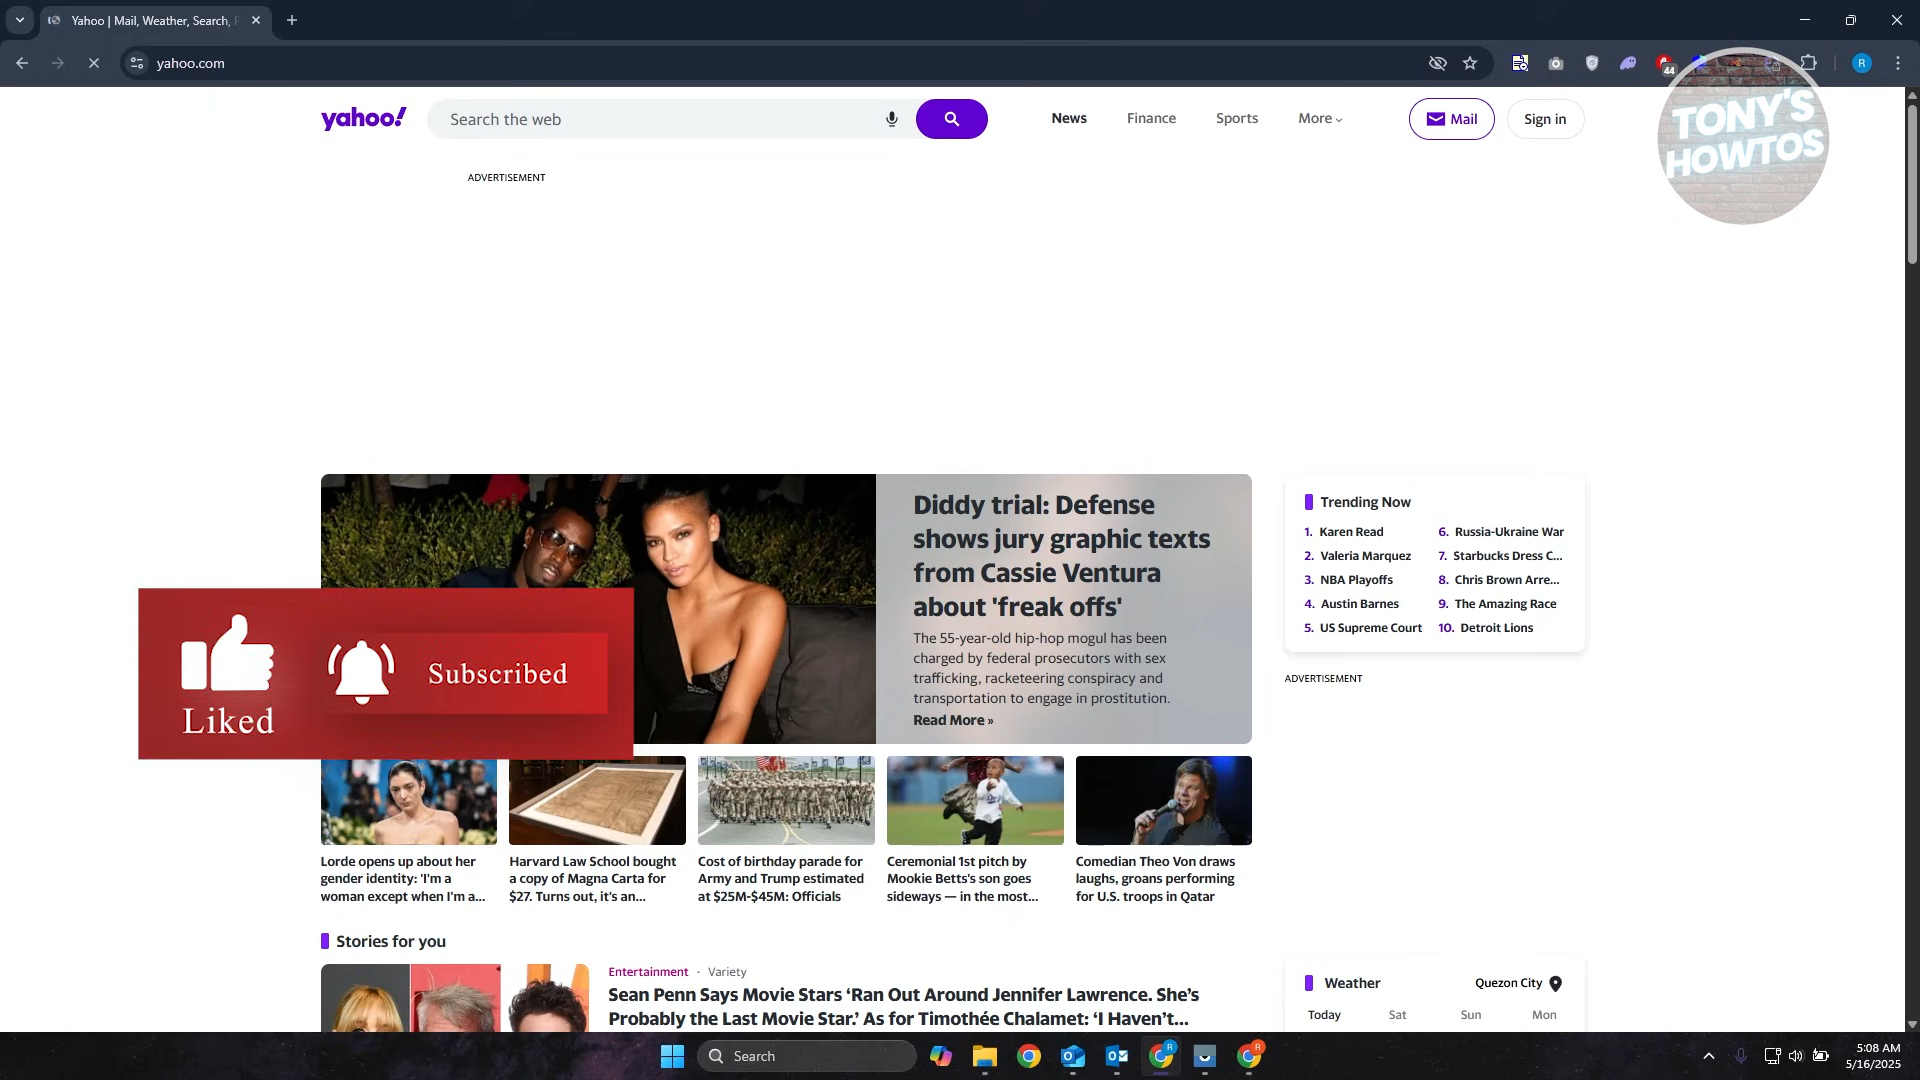 Yahoo | Mail, Weather, Search,
yahoo.com
44
R
TONY'S
HOWTOS
yahoo!
Search the web
News
Finance
Sports
More
Mail
Sign in
ADVERTISEMENT
Diddy trial: Defense
shows jury graphic texts
from Cassie Ventura
about 'freak offs'
The 55-year-old hip-hop mogul has been
charged by federal prosecutors with sex
trafficking, racketeering conspiracy and
transportation to engage in prostitution.
Read More »
Trending Now
1. Karen Read
2. Valeria Marquez
3. NBA Playoffs
4. Austin Barnes
5. US Supreme Court
6. Russia-Ukraine War
7. Starbucks Dress C...
8. Chris Brown Arre...
9. The Amazing Race
10. Detroit Lions
ADVERTISEMENT
Liked
Subscribed
Lorde opens up about her
gender identity: 'I'm a
woman except when I'm a...
Harvard Law School bought
a copy of Magna Carta for
$27. Turns out, it's an...
Cost of birthday parade for
Army and Trump estimated
at $25M-$45M: Officials
Ceremonial 1st pitch by
Mookie Betts's son goes
sideways — in the most...
Comedian Theo Von draws
laughs, groans performing
for U.S. troops in Qatar
Stories for you
Entertainment · Variety
Sean Penn Says Movie Stars ‘Ran Out Around Jennifer Lawrence. She’s
Probably the Last Movie Star.’ As for Timothée Chalamet: ‘I Haven’t...
Weather
Quezon City
Today
Sat
Sun
Mon
Search
R
R
5:08 AM
5/16/2025